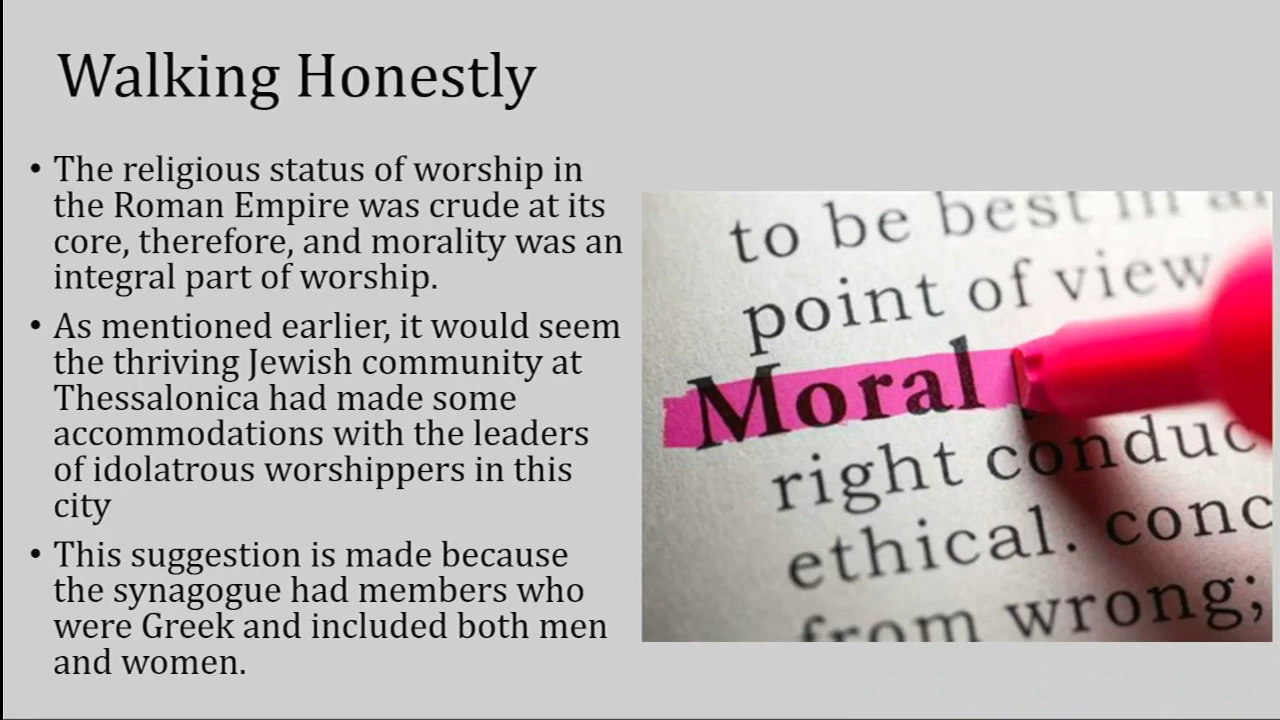 Walking Honestly
• The religious status of worship in
the Roman Empire was crude at its
core, therefore, and morality was an
integral part of worship.
• As mentioned earlier, it would seem
the thriving Jewish community at
Thessalonica had made some
accommodations with the leaders
of idolatrous worshippers in this
city
• This suggestion is made because
the synagogue had members who
were Greek and included both men
and women.
to be best in
point of view
Moral
right conduc
ethical. conc
from wrong;